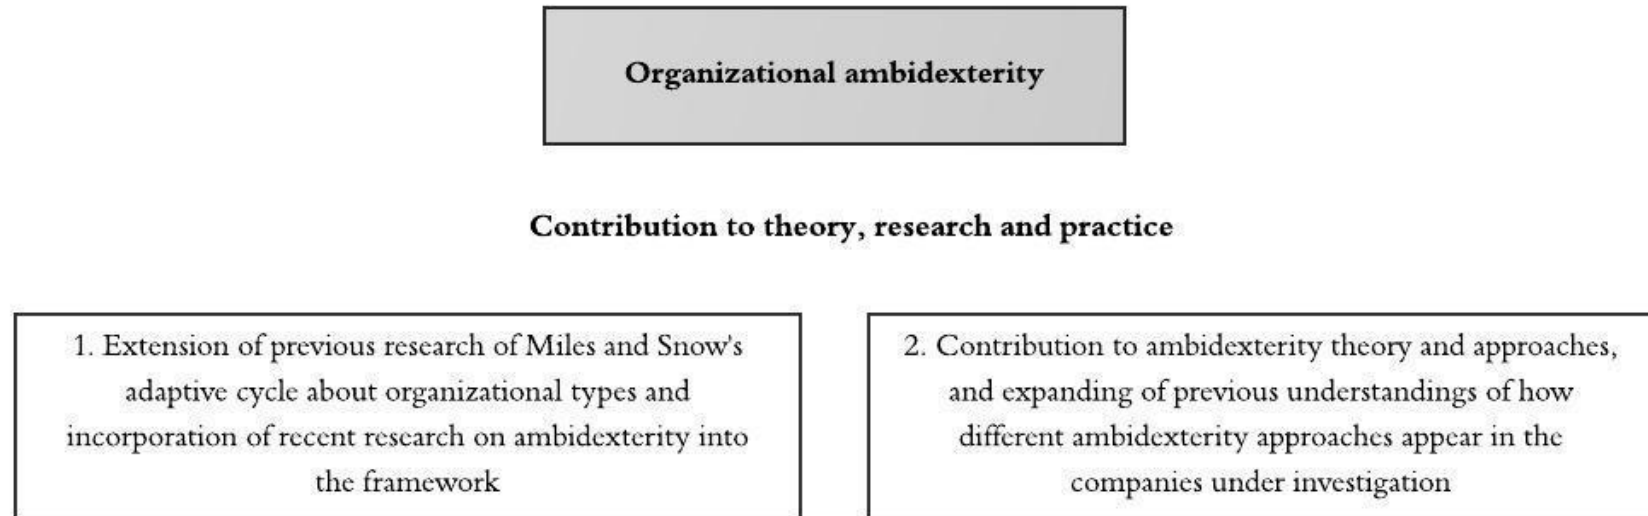 Organizational ambidexterity
Contribution to theory, research and practice
1. Extension of previous research of Miles and Snow's
adaptive cycle about organizational types and
incorporation of recent research on ambidexterity into
the framework
2. Contribution to ambidexterity theory and approaches,
and expanding of previous understandings of how
different ambidexterity approaches appear in the
companies under investigation